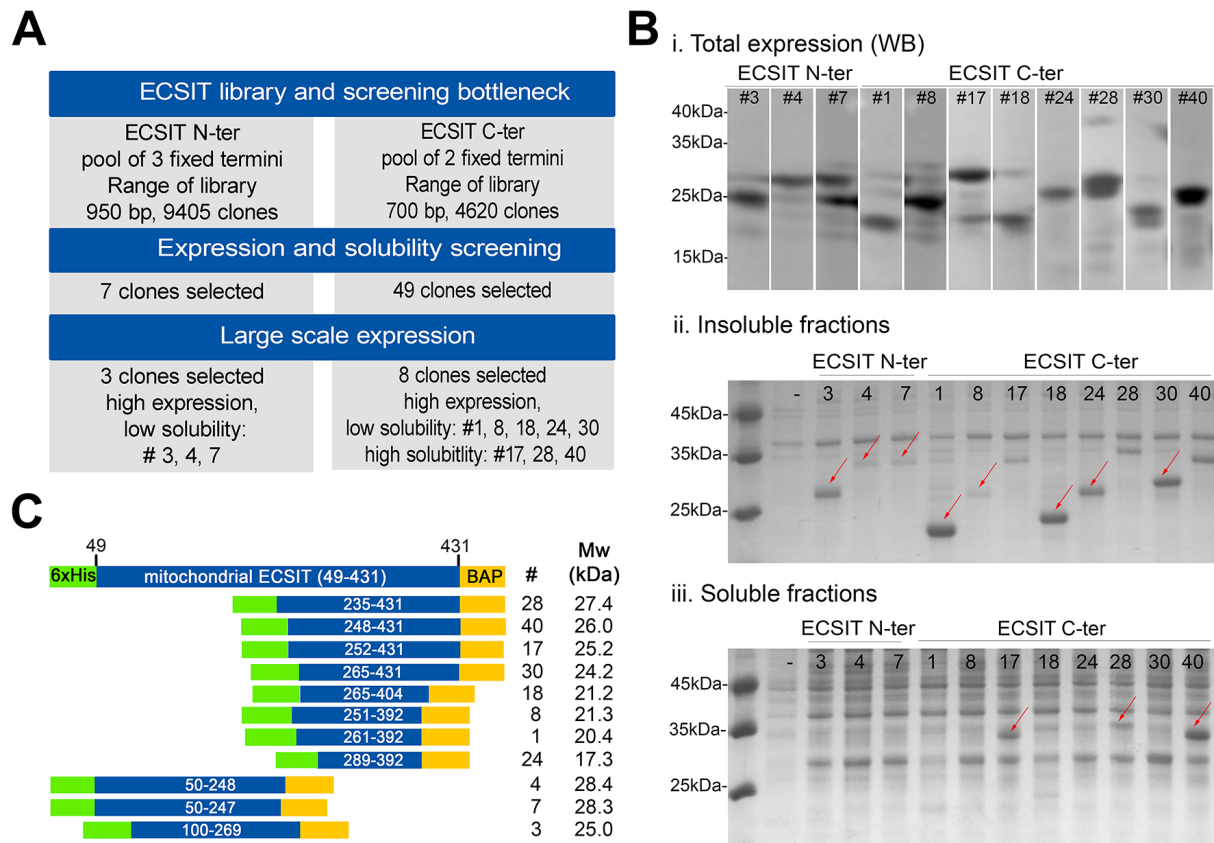 A
ECSIT library and screening bottleneck
ECSIT N-ter
pool of 3 fixed termini
Range of library
950 bp, 9405 clones
ECSIT C-ter
pool of 2 fixed termini
Range of library
700 bp, 4620 clones
Expression and solubility screening
7 clones selected
49 clones selected
Large scale expression
3 clones selected
high expression,
low solubility:
# 3, 4, 7
8 clones selected
high expression,
low solubility: #1, 8, 18, 24, 30
high solubitlity: #17, 28, 40
B
i. Total expression (WB)
ECSIT N-ter ECSIT C-ter
#3 #4 #7 #1 #8 #17 #18 #24 #28 #30 #40
40kDa-
35kDa-
25kDa-
15kDa-
ii. Insoluble fractions
ECSIT N-ter ECSIT C-ter
- 3 4 7 1 8 17 18 24 28 30 40
45kDa-
35kDa-
25kDa-
iii. Soluble fractions
ECSIT N-ter ECSIT C-ter
- 3 4 7 1 8 17 18 24 28 30 40
45kDa-
35kDa-
25kDa-
C
49 431 Mw
6xHis mitochondrial ECSIT (49-431) BAP # (kDa)
235-431 28 27.4
248-431 40 26.0
252-431 17 25.2
265-431 30 24.2
265-404 18 21.2
251-392 8 21.3
261-392 1 20.4
289-392 24 17.3
50-248 4 28.4
50-247 7 28.3
100-269 3 25.0